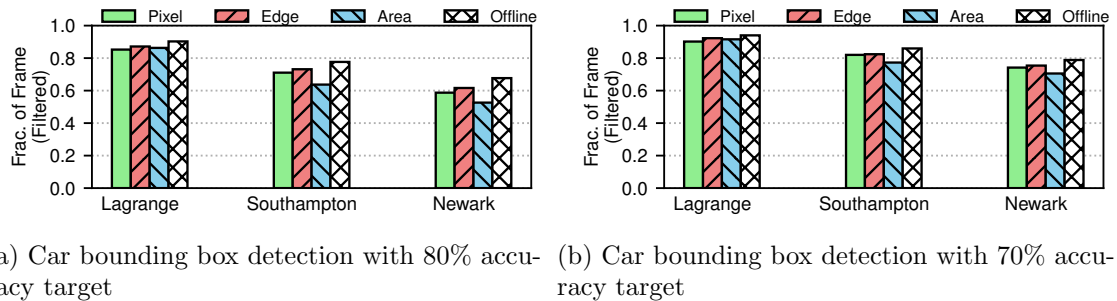 Pixel Edge Area Offline
Frac. of Frame
(Filtered)
1.0
0.8
0.6
0.4
0.2
0.0
Lagrange Southampton Newark
a) Car bounding box detection with 80% accu-
acy target
Pixel Edge Area Offline
Frac. of Frame
(Filtered)
1.0
0.8
0.6
0.4
0.2
0.0
Lagrange Southampton Newark
(b) Car bounding box detection with 70% accu-
racy target